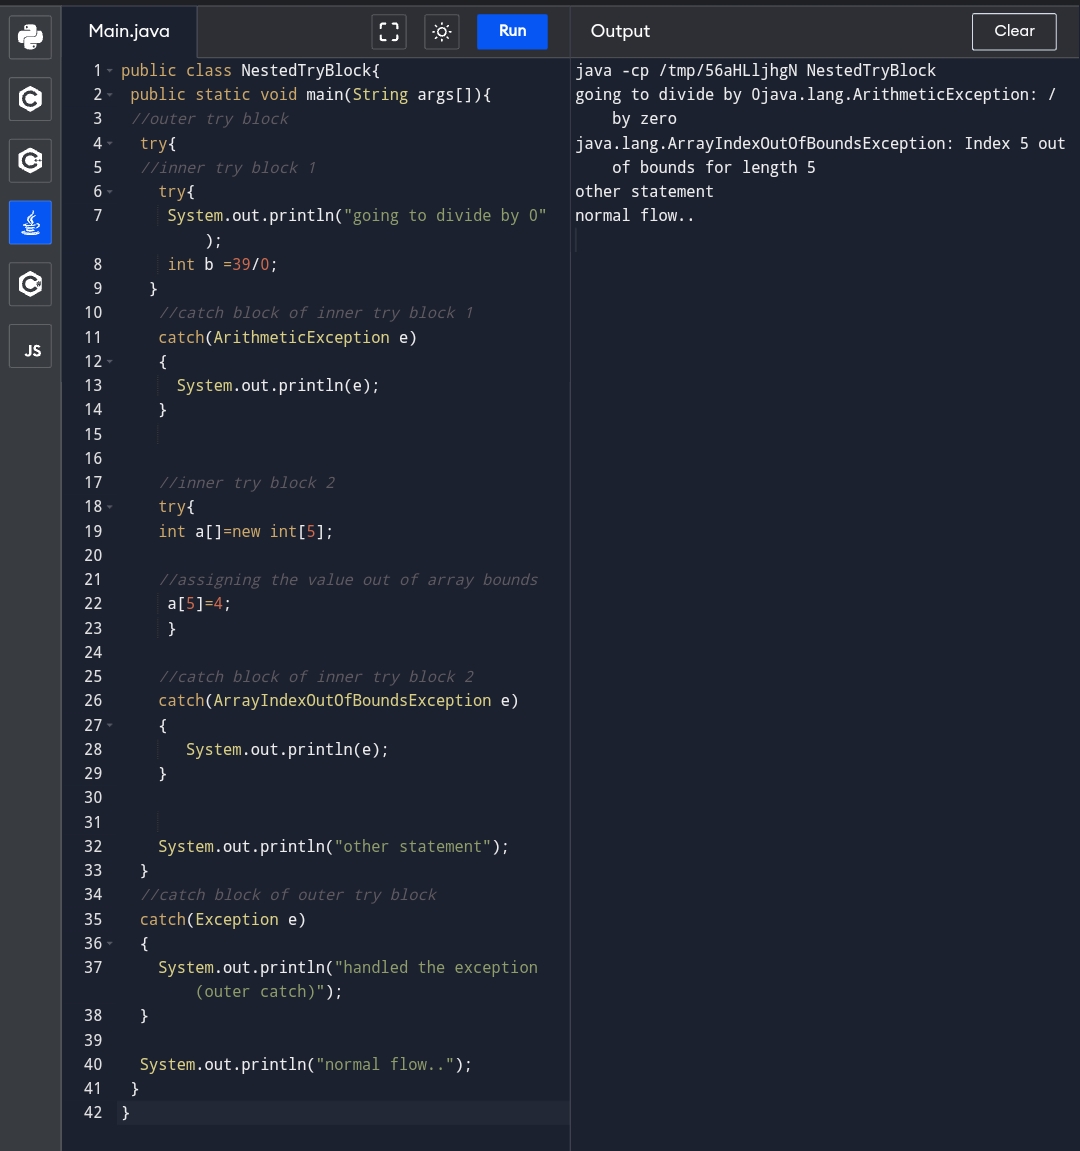 Main.java
Run
Output
Clear
JS
1 public class NestedTryBlock{
2 public static void main(String args[]){
3 //outer try block
4 try{
5 //inner try block 1
6 try{
7 System.out.println("going to divide by 0"
);
8 int b =39/0;
9 }
10 //catch block of inner try block 1
11 catch(ArithmeticException e)
12 {
13 System.out.println(e);
14 }
15
16
17 //inner try block 2
18 try{
19 int a[]=new int[5];
20
21 //assigning the value out of array bounds
22 a[5]=4;
23 }
24
25 //catch block of inner try block 2
26 catch(ArrayIndexOutOfBoundsException e)
27 {
28 System.out.println(e);
29 }
30
31
32 System.out.println("other statement");
33 }
34 //catch block of outer try block
35 catch(Exception e)
36 {
37 System.out.println("handled the exception
(outer catch)");
38 }
39
40 System.out.println("normal flow..");
41 }
42 }
java -cp /tmp/56aHLljhgN NestedTryBlock
going to divide by 0java.lang.ArithmeticException: /
by zero
java.lang.ArrayIndexOutOfBoundsException: Index 5 out
of bounds for length 5
other statement
normal flow..